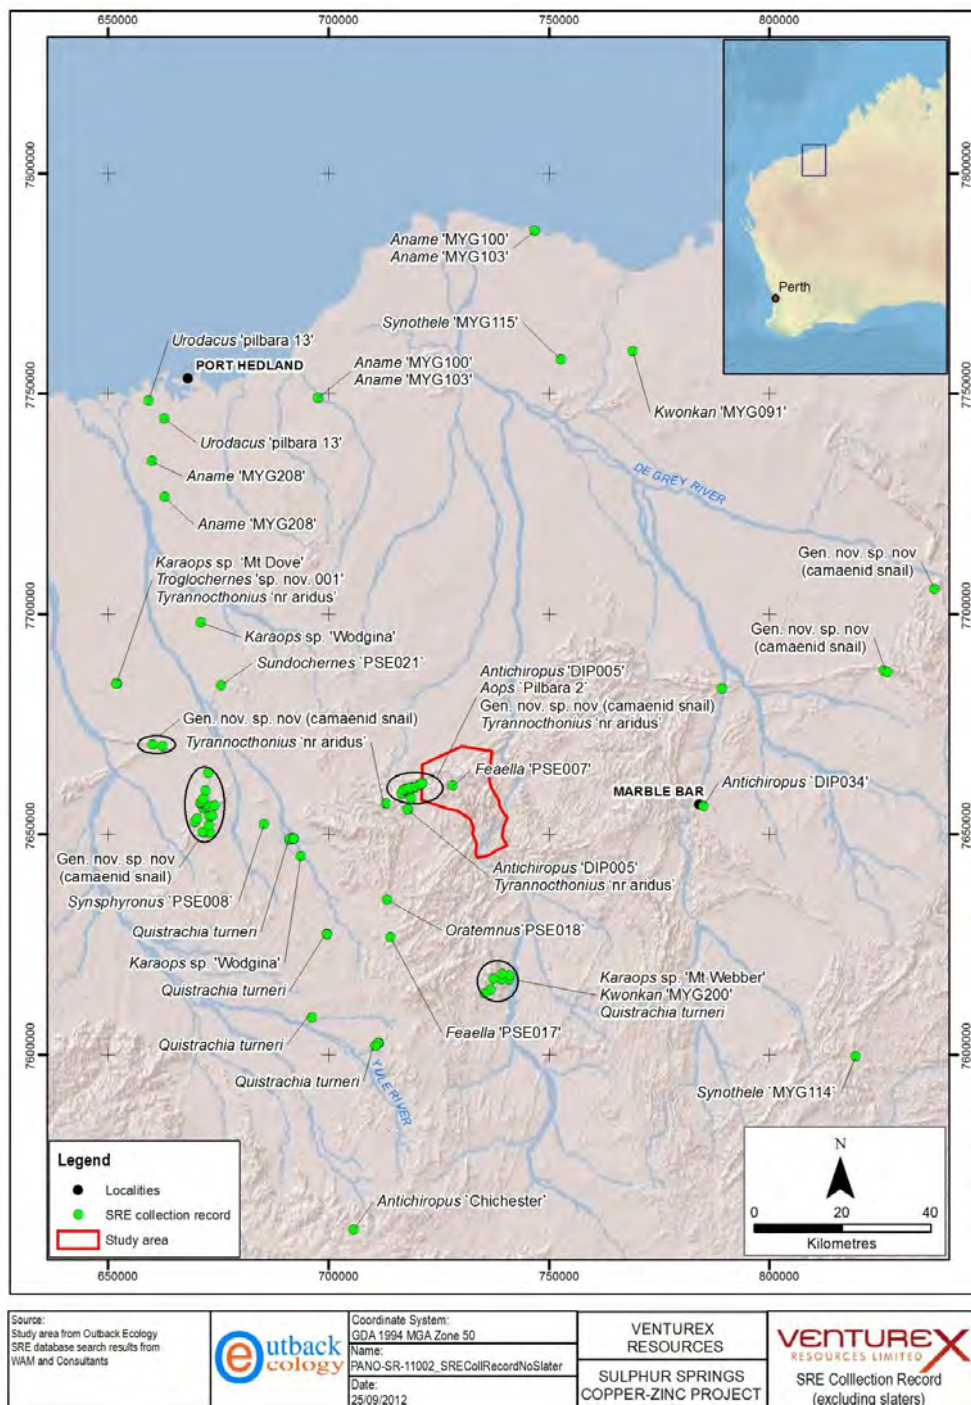 650000 700000 750000 800000
7800000
7800000
Perth
Aname 'MYG100'
Aname 'MYG103'
Synothele 'MYG115'
Urodacus 'pilbara 13'
PORT HEDLAND
Aname 'MYG100'
Aname 'MYG103'
7750000
7750000
Kwonkan 'MYG091'
Urodacus 'pilbara 13'
Aname 'MYG208'
DE GREY RIVER
Aname 'MYG208'
Gen. nov. sp. nov
(camaenid snail)
Karaops sp. 'Mt Dove'
Troglochernes 'sp. nov. 001'
Tyrannocthonius 'nr aridus'
7700000
7700000
Karaops sp. 'Wodgina'
Gen. nov. sp. nov
(camaenid snail)
Sundochernes `PSE021`
Antichiropus 'DIP005'
Aops `Pilbara 2`
Gen. nov. sp. nov (camaenid snail)
Tyrannocthonius 'nr aridus'
Gen. nov. sp. nov (camaenid snail)
Tyrannocthonius 'nr aridus'
Feaella 'PSE007'
Antichiropus 'DIP034'
MARBLE BAR
7650000
7650000
Gen. nov. sp. nov
(camaenid snail)
Antichiropus 'DIP005'
Tyrannocthonius 'nr aridus'
Synsphyronus `PSE008`
Quistrachia turneri
Oratemnus `PSE018`
Karaops sp. 'Wodgina'
Quistrachia turneri
Karaops sp. 'Mt Webber'
Kwonkan 'MYG200'
Quistrachia turneri
Feaella 'PSE017'
Quistrachia turneri
7600000
7600000
Quistrachia turneri
YULE RIVER
Synothele `MYG114`
Antichiropus `Chichester`
Legend
Localities
SRE collection record
Study area
N
0 20 40
Kilometres
650000 700000 750000 800000
Source:
Study area from Outback Ecology
SRE database search results from
WAM and Consultants
Outback
ecology
Coordinate System:
GDA 1994 MGA Zone 50
Name:
PANO-SR-11002_SRECollRecordNoSlater
Date:
25/09/2012
VENTUREX
RESOURCES
SULPHUR SPRINGS
COPPER-ZINC PROJECT
VENTUREX
RESOURCES LIMITED
SRE Colllection Record
(excluding slaters)